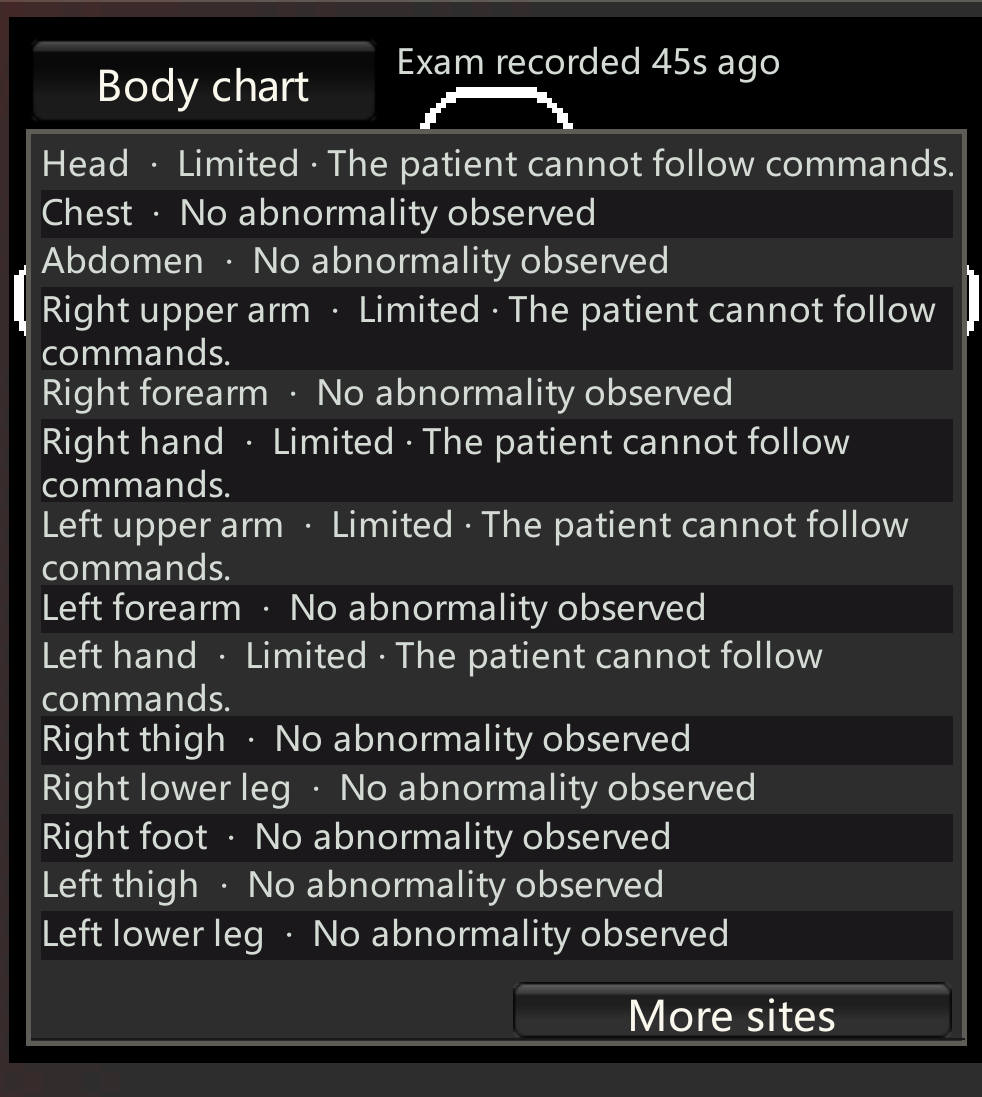 Body chart
Exam recorded 45s ago
Head · Limited · The patient cannot follow commands.
Chest · No abnormality observed
Abdomen · No abnormality observed
Right upper arm · Limited · The patient cannot follow
commands.
Right forearm · No abnormality observed
Right hand · Limited · The patient cannot follow
commands.
Left upper arm · Limited · The patient cannot follow
commands.
Left forearm · No abnormality observed
Left hand · Limited · The patient cannot follow
commands.
Right thigh · No abnormality observed
Right lower leg · No abnormality observed
Right foot · No abnormality observed
Left thigh · No abnormality observed
Left lower leg · No abnormality observed
More sites